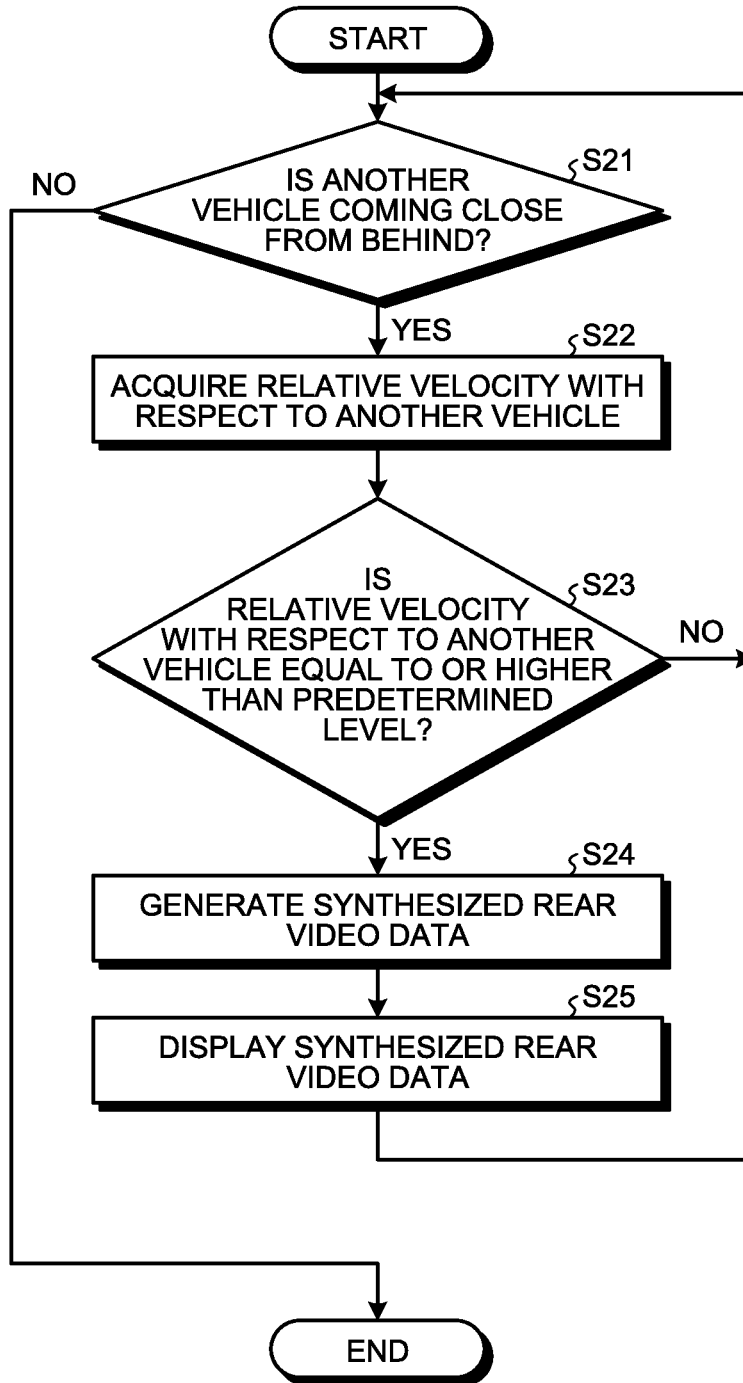 START
S21
IS ANOTHER
VEHICLE COMING CLOSE
FROM BEHIND?
NO
YES
S22
ACQUIRE RELATIVE VELOCITY WITH
RESPECT TO ANOTHER VEHICLE
S23
IS
RELATIVE VELOCITY
WITH RESPECT TO ANOTHER
VEHICLE EQUAL TO OR HIGHER
THAN PREDETERMINED
LEVEL?
NO
YES
S24
GENERATE SYNTHESIZED REAR
VIDEO DATA
S25
DISPLAY SYNTHESIZED REAR
VIDEO DATA
END